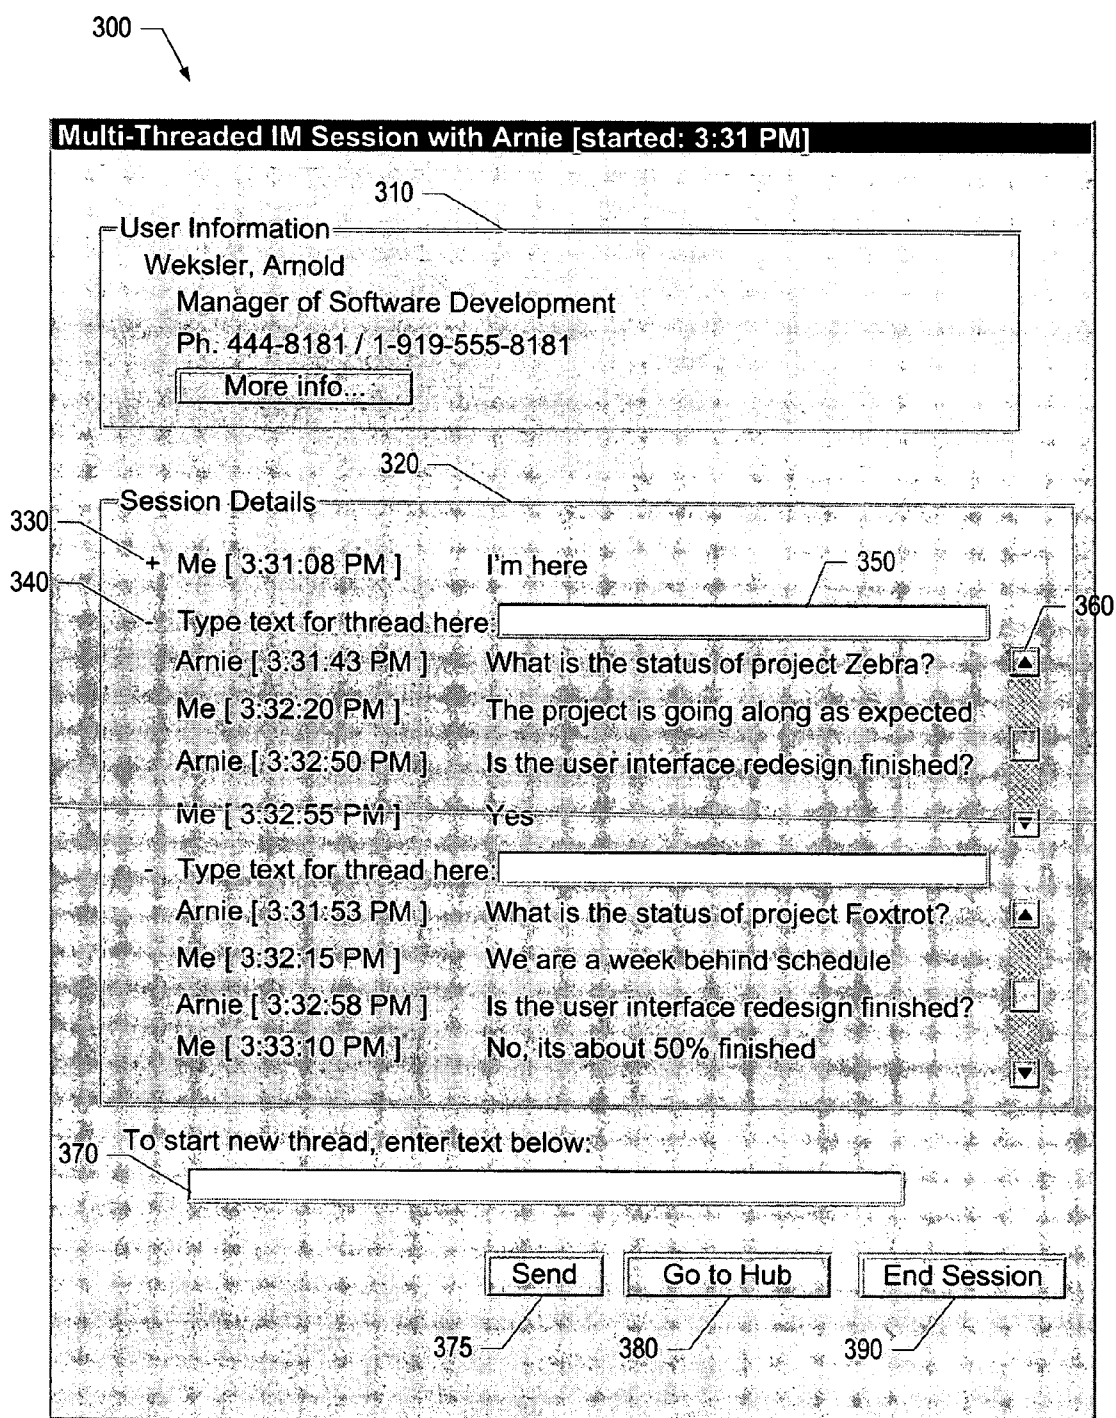 300
Multi-Threaded IM Session with Arnie [started: 3:31 PM]
310
User Information
Weksler, Arnold
Manager of Software Development
Ph. 444-8181 / 1-919-555-8181
More info...
320
Session Details
330
+ Me [ 3:31:08 PM ] I'm here
350
340
- Type text for thread here:
360
Arnie [ 3:31:43 PM ] What is the status of project Zebra?
Me [ 3:32:20 PM ] The project is going along as expected
Arnie [ 3:32:50 PM ] Is the user interface redesign finished?
Me [ 3:32:55 PM ] Yes
- Type text for thread here:
Arnie [ 3:31:53 PM ] What is the status of project Foxtrot?
Me [ 3:32:15 PM ] We are a week behind schedule
Arnie [ 3:32:58 PM ] Is the user interface redesign finished?
Me [ 3:33:10 PM ] No, its about 50% finished
To start new thread, enter text below:
370
Send Go to Hub End Session
375 380 390